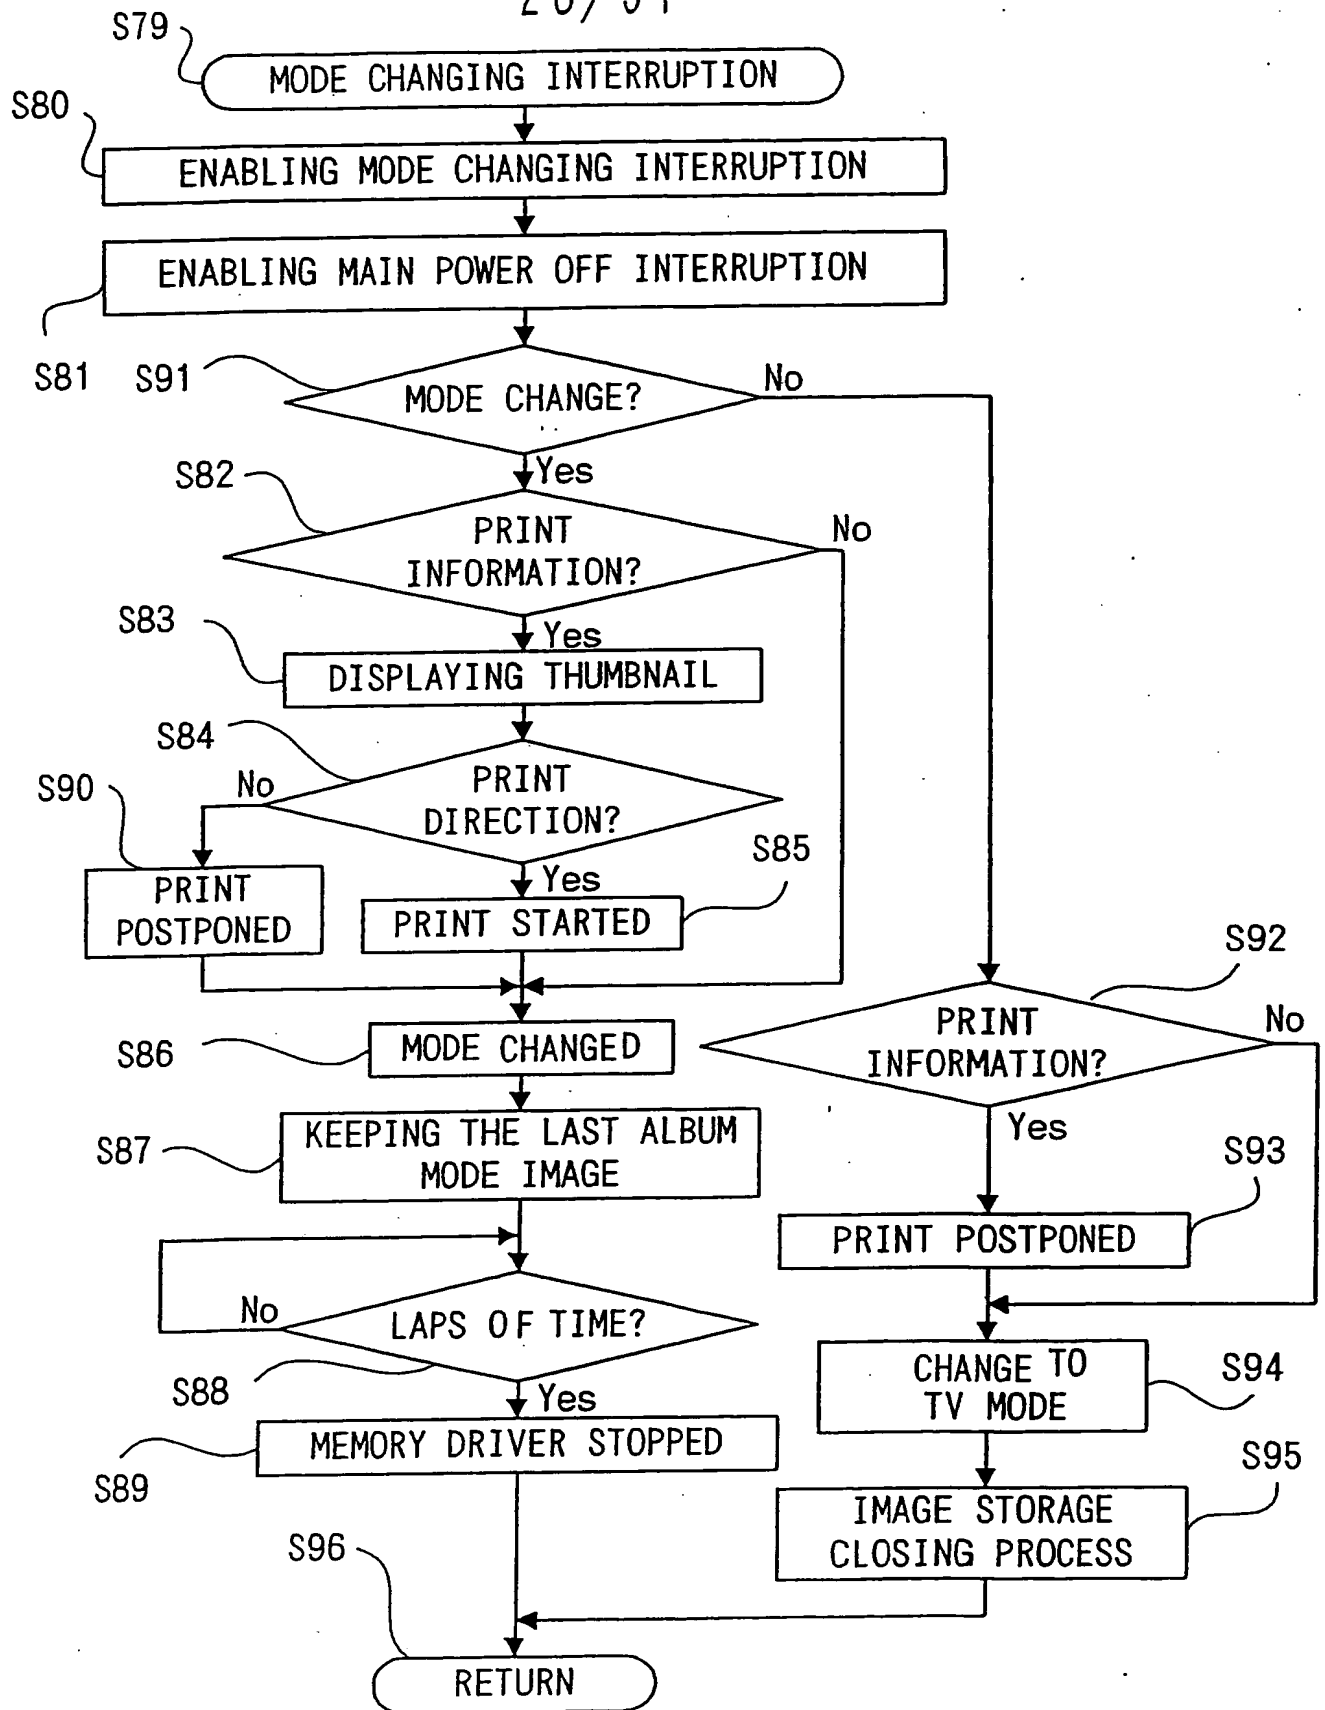 S79
MODE CHANGING INTERRUPTION
S80
ENABLING MODE CHANGING INTERRUPTION
ENABLING MAIN POWER OFF INTERRUPTION
S81
S91
MODE CHANGE?
No
Yes
S82
PRINT
INFORMATION?
No
Yes
S83
DISPLAYING THUMBNAIL
S84
PRINT
DIRECTION?
No
S90
PRINT
POSTPONED
Yes
S85
PRINT STARTED
S86
MODE CHANGED
S87
KEEPING THE LAST ALBUM
MODE IMAGE
LAPS OF TIME?
No
S88
Yes
MEMORY DRIVER STOPPED
S89
S92
PRINT
INFORMATION?
No
Yes
S93
PRINT POSTPONED
CHANGE TO
TV MODE
S94
S95
IMAGE STORAGE
CLOSING PROCESS
S96
RETURN